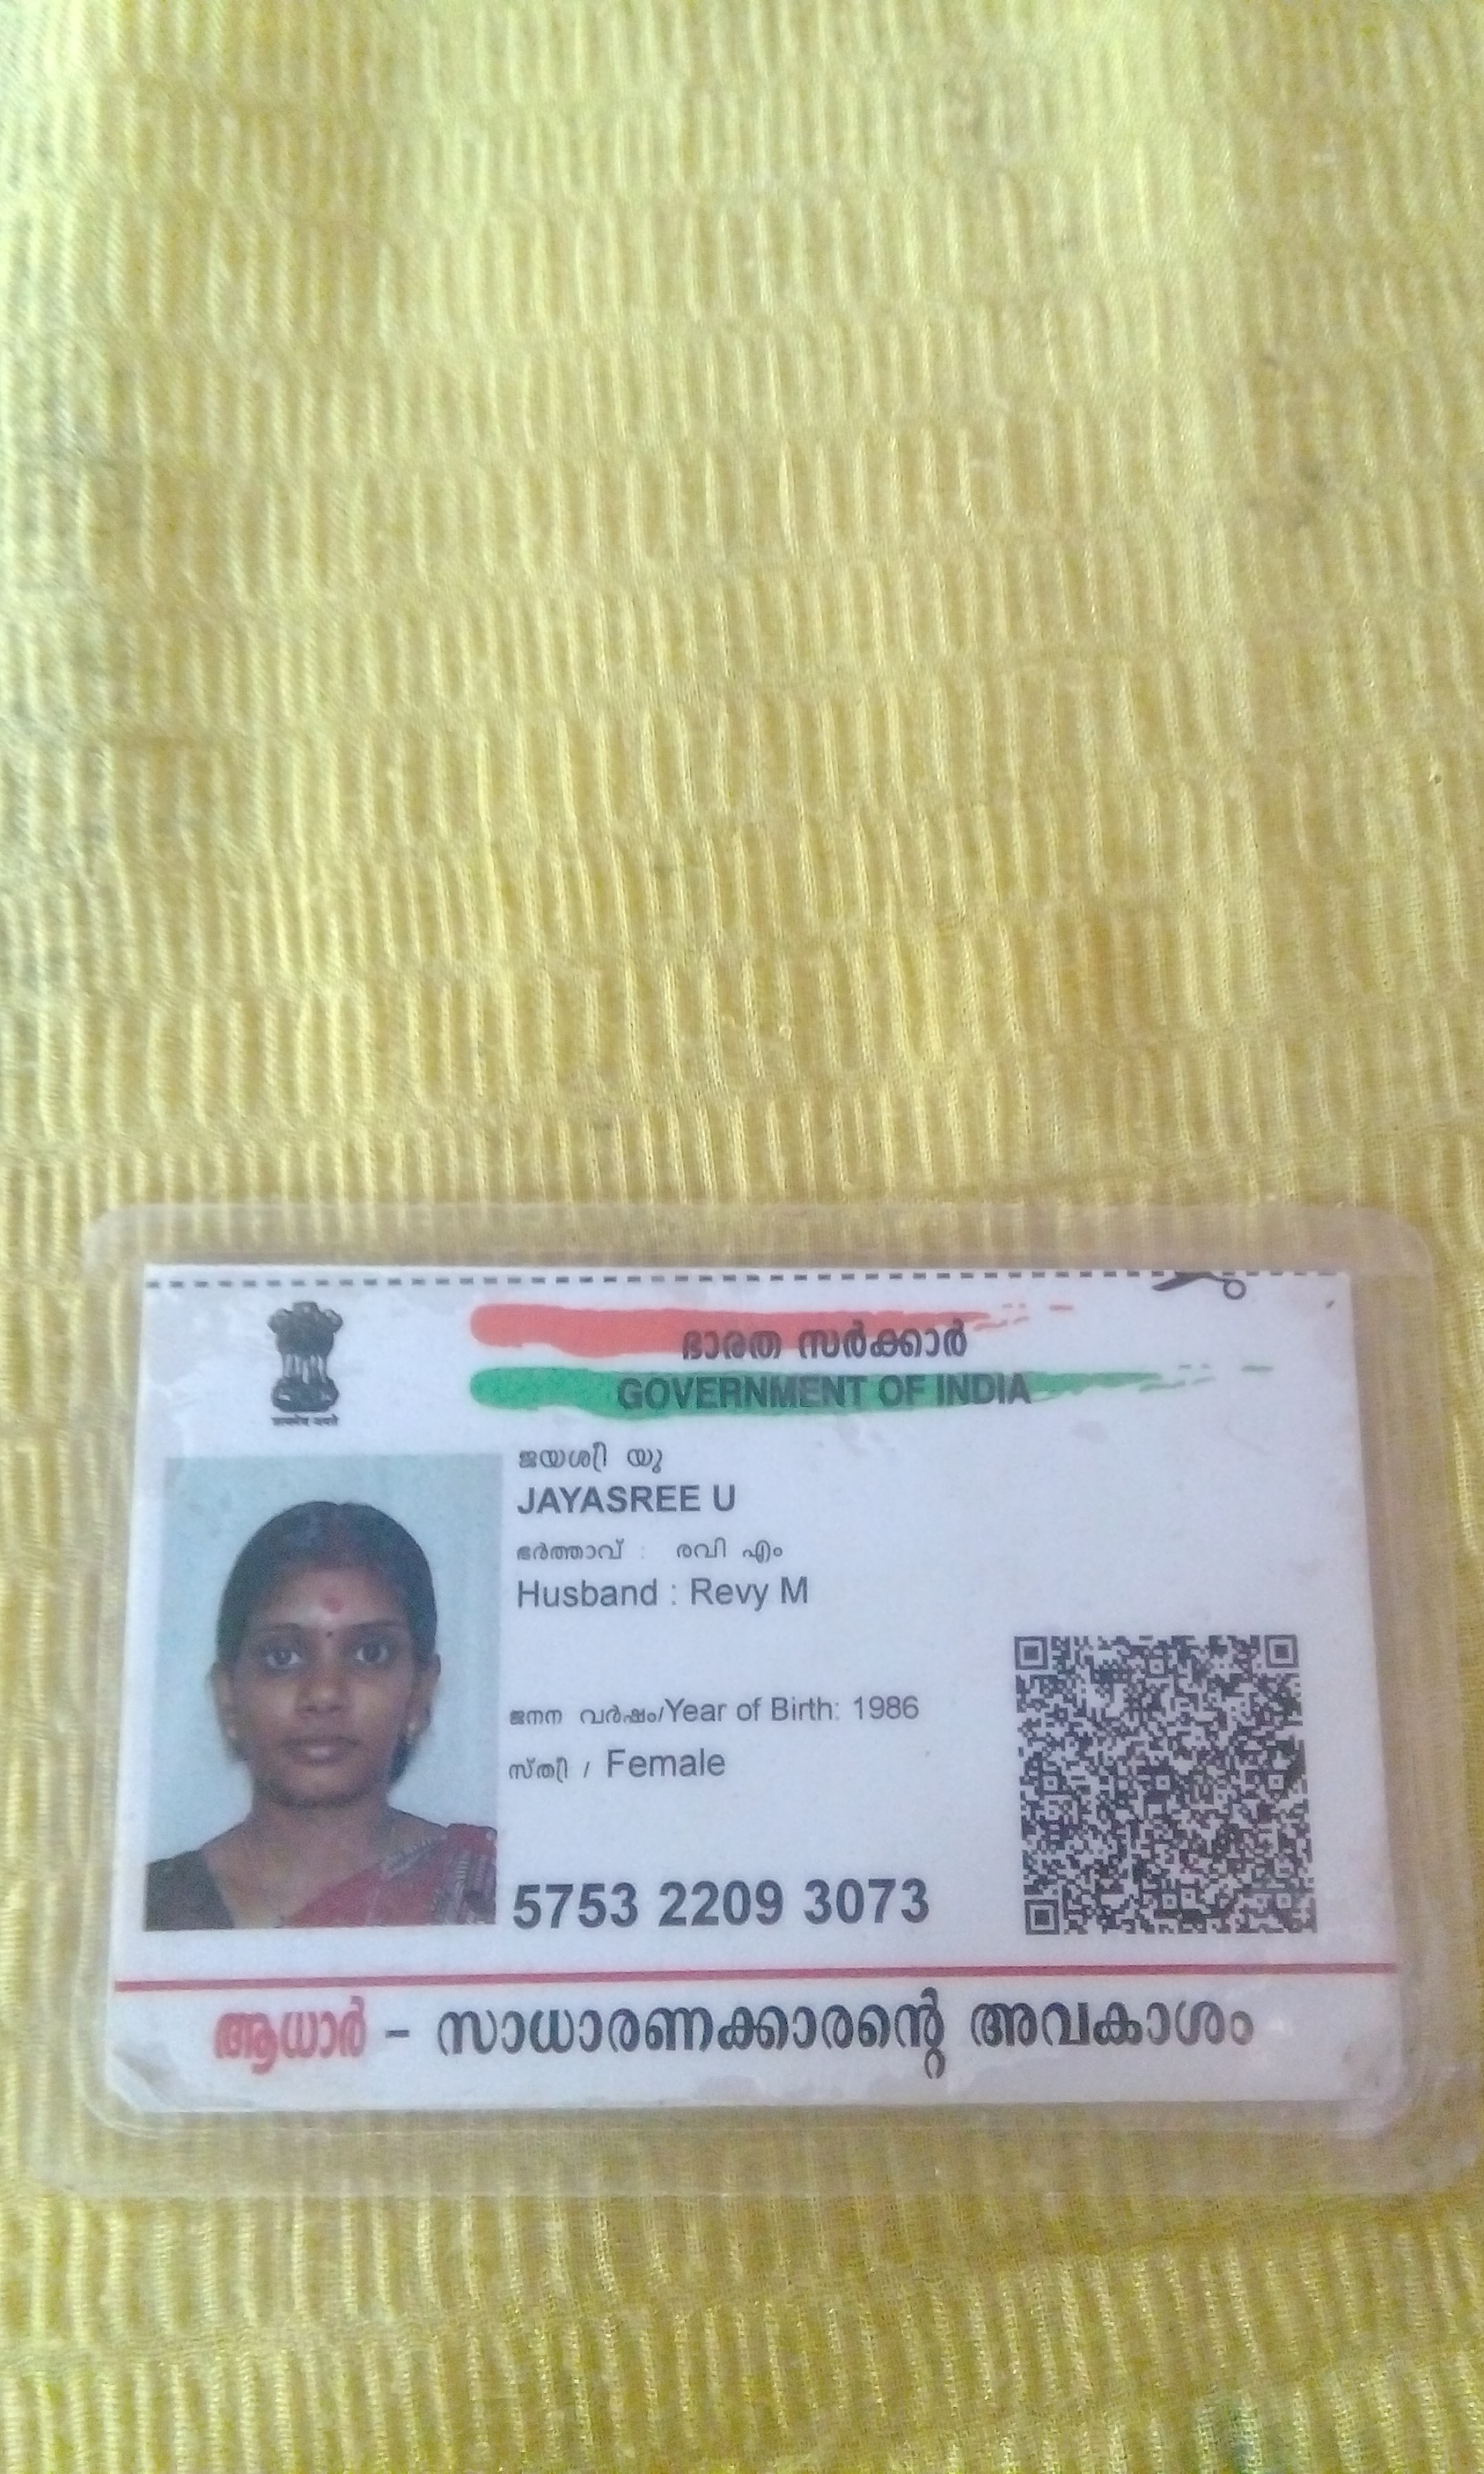 ഭാരത സർക്കാർ
GOVERNMENT OF INDIA
ജയശ്രീ യു
JAYASREE U
ഭർത്താവ് : രവി എം
Husband : Revy M
ജനന വർഷം/Year of Birth: 1986
സ്ത്രീ / Female
5753 2209 3073
ആധാർ - സാധാരണക്കാരന്റെ അവകാശം